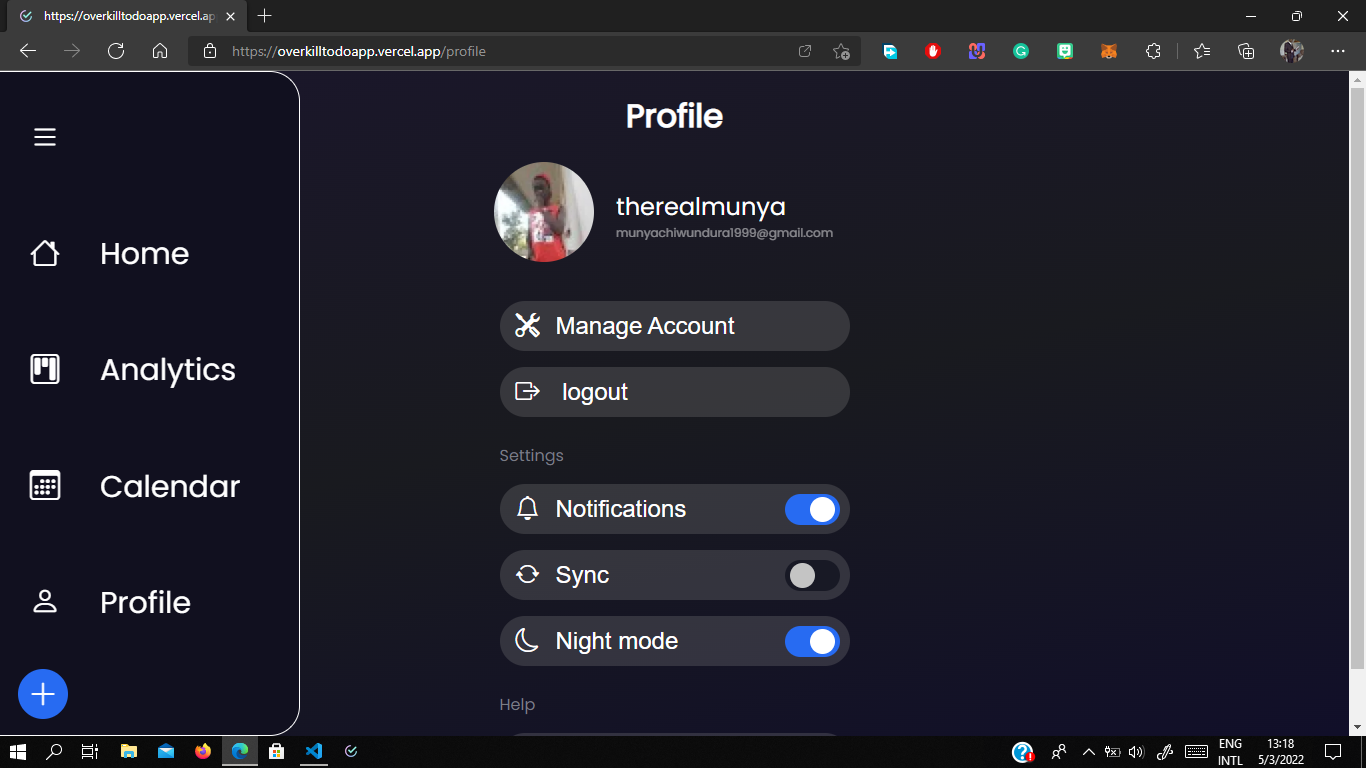 https://overkilltodoapp.vercel.ap
https://overkilltodoapp.vercel.app/profile
Profile
therealmunya
munyachiwundura1999@gmail.com
Home
Analytics
Calendar
Profile
Manage Account
logout
Settings
Notifications
Sync
Night mode
Help
ENG
INTL
13:18
5/3/2022